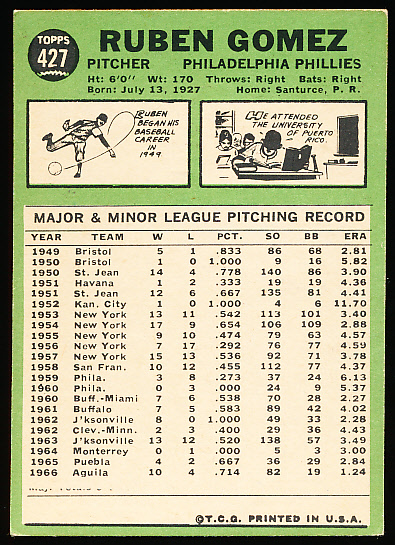 TOPPS
427
RUBEN GOMEZ
PITCHER PHILADELPHIA PHILLIES
Ht: 6'0" Wt: 170 Throws: Right Bats: Right
Born: July 13, 1927 Home: Santurce, P. R.
RUBEN
BEGAN HIS
BASEBALL
CAREER
IN
1949
HE ATTENDED
THE UNIVERSITY
OF PUERTO
RICO.
MAJOR & MINOR LEAGUE PITCHING RECORD
YEAR TEAM W L PCT. SO BB ERA
1949 Bristol 5 1 .833 86 68 2.81
1950 Bristol 0 1 1.000 9 16 5.82
1950 St. Jean 14 4 .778 140 86 3.90
1951 Havana 1 2 .333 19 19 4.36
1951 St. Jean 12 6 .667 135 81 4.41
1952 Kan. City 1 0 1.000 4 6 11.70
1953 New York 13 11 .542 113 101 3.40
1954 New York 17 9 .654 106 109 2.88
1955 New York 9 10 .474 79 63 4.57
1956 New York 7 17 .292 76 77 4.59
1957 New York 15 13 .536 92 71 3.78
1958 San Fran. 10 12 .455 112 77 4.37
1959 Phila. 3 8 .273 37 24 6.13
1960 Phila. 0 3 .000 24 9 5.37
1960 Buff.-Miami 7 6 .538 70 28 2.27
1961 Buffalo 7 5 .583 89 42 4.02
1962 J'ksonville 8 0 1.000 49 33 2.28
1962 Clev.-Minn. 2 3 .400 29 36 4.43
1963 J'ksonville 13 12 .520 138 57 3.49
1964 Monterrey 0 1 .000 5 3 3.00
1965 Puebla 4 2 .667 36 29 2.84
1966 Aguila 10 4 .714 82 19 1.24
©T.C.G. PRINTED IN U.S.A.